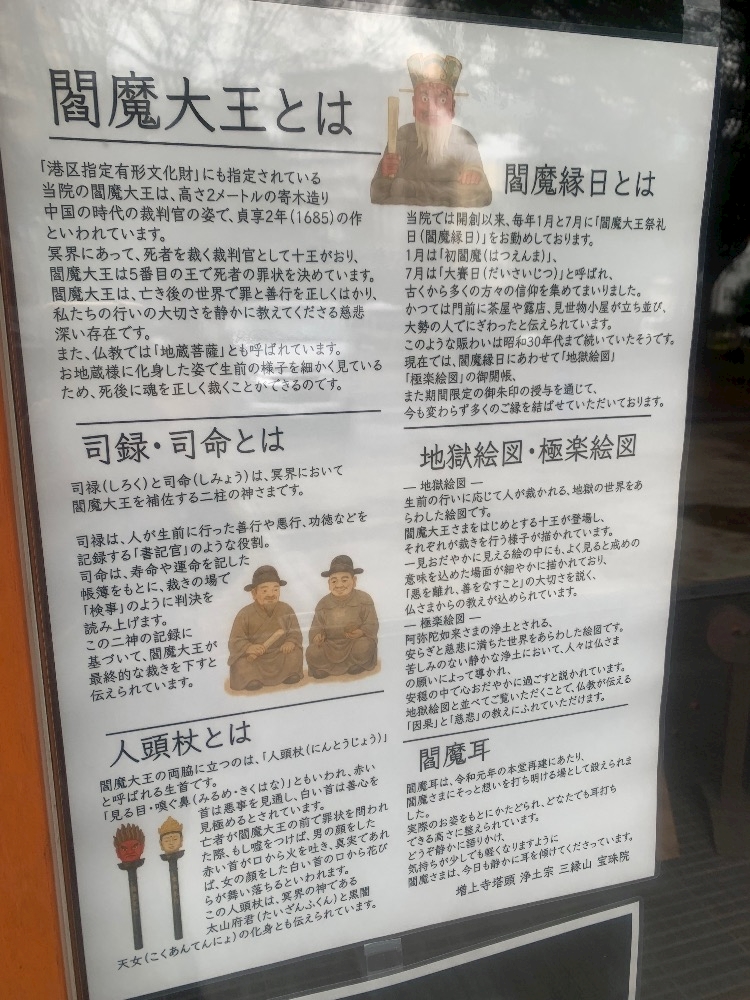 閻魔大王とは
「港区指定有形文化財」にも指定されている
当院の閻魔大王は、高さ2メートルの寄木造り
中国の時代の裁判官の姿で、貞享2年(1685)の作
といわれています。
冥界にあって、死者を裁く裁判官として十王がおり、
閻魔大王は5番目の王で死者の罪状を決めています。
閻魔大王は、亡き後の世界で罪と善行を正しくはかり、
私たちの行いの大切さを静かに教えてくださる慈悲
深い存在です。
また、仏教では「地蔵菩薩」とも呼ばれています。
お地蔵様に化身した姿で生前の様子を細かく見ている
ため、死後に魂を正しく裁くことができるのです。
司録・司命とは
司禄(しろく)と司命(しみょう)は、冥界において
閻魔大王を補佐する二柱の神さまです。
司禄は、人が生前に行った善行や悪行、功徳などを
記録する「書記官」のような役割。
司命は、寿命や運命を記した
帳簿をもとに、裁きの場で
「検事」のように判決を
読み上げます。
この二神の記録に
基づいて、閻魔大王が
最終的な裁きを下すと
伝えられています。
人頭杖とは
閻魔大王の両脇に立つのは、「人頭杖(にんとうじょう)」
と呼ばれる生首です。
「見る目・嗅ぐ鼻(みるめ・きくはな)」ともいわれ、赤い
首は悪事を見通し、白い首は善心を
見極めるとされています。
亡者が閻魔大王の前で罪状を問われ
た際、もし嘘をつけば、男の顔をした
赤い首が口から火を吐き、真実であれ
ば、女の顔をした白い首の口から花び
らが舞い落ちるといわれます。
この人頭杖は、冥界の神である
太山府君(たいざんふくん)と黒闇
天女(こくあんてんにょ)の化身とも伝えられています。
閻魔縁日とは
当院では開創以来、毎年1月と7月に「閻魔大王祭礼
日(閻魔縁日)」をお勤めしております。
1月は「初閻魔(はつえんま)」、
7月は「大賽日(だいさいじつ)」と呼ばれ、
古くから多くの方々の信仰を集めてまいりました。
かつては門前に茶屋や露店、見世物小屋が立ち並び、
大勢の人でにぎわったと伝えられています。
このような賑わいは昭和30年代まで続いていたそうです。
現在では、閻魔縁日にあわせて「地獄絵図」
「極楽絵図」の御開帳、
また期間限定の御朱印の授与を通じて、
今も変わらず多くのご縁を結ばせていただいております。
地獄絵図・極楽絵図
― 地獄絵図 ―
生前の行いに応じて人が裁かれる、地獄の世界をあ
らわした絵図です。
閻魔大王さまをはじめとする十王が登場し、
それぞれが裁きを行う様子が描かれています。
一見おだやかに見える絵の中にも、よく見ると戒めの
意味を込めた場面が細やかに描かれており、
「悪を離れ、善をなすこと」の大切さを説く、
仏さまからの教えが込められています。
― 極楽絵図 ―
阿弥陀如来さまの浄土とされる、
安らぎと慈悲に満ちた世界をあらわした絵図です。
苦しみのない静かな浄土において、人々は仏さま
の願いによって導かれ、
安穏の中で心おだやかに過ごすと説かれています。
地獄絵図と並べてご覧いただくことで、仏教が伝える
「因果」と「慈悲」の教えにふれていただけます。
閻魔耳
閻魔耳は、令和元年の本堂再建にあたり、
閻魔さまにそっと想いを打ち明ける場として設えられま
した。
実際のお姿をもとにかたどられ、どなたでも耳打ち
できる高さに整えられています。
どうぞ静かに語りかけ、
気持ちが少しでも軽くなりますように
閻魔さまは、今日も静かに耳を傾けてくださっています。
増上寺塔頭 浄土宗 三縁山 宝珠院